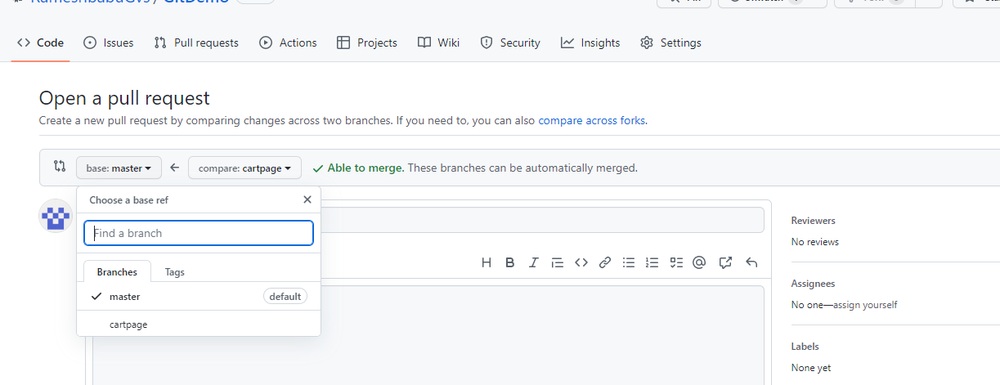 RameshbabuGvs / GitDemo
Code Issues Pull requests Actions Projects Wiki Security Insights Settings
Open a pull request
Create a new pull request by comparing changes across two branches. If you need to, you can also compare across forks.
base: master compare: cartpage Able to merge. These branches can be automatically merged.
Choose a base ref
Find a branch
Branches Tags
master default
cartpage
Reviewers
No reviews
Assignees
No one—assign yourself
Labels
None yet